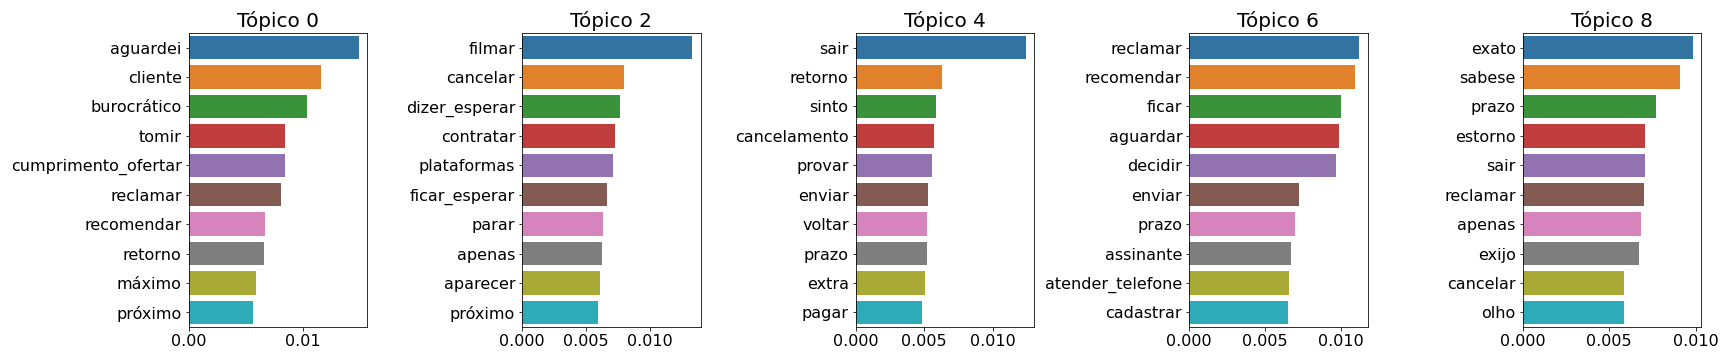 Tópico 0
aguardei
cliente
burocrático
tomir
cumprimento_ofertar
reclamar
recomendar
retorno
máximo
próximo
0.00 0.01
Tópico 2
filmar
cancelar
dizer_esperar
contratar
plataformas
ficar_esperar
parar
apenas
aparecer
próximo
0.000 0.005 0.010
Tópico 4
sair
retorno
sinto
cancelamento
provar
enviar
voltar
prazo
extra
pagar
0.000 0.005 0.010
Tópico 6
reclamar
recomendar
ficar
aguardar
decidir
enviar
prazo
assinante
atender_telefone
cadastrar
0.000 0.005 0.010
Tópico 8
exato
sabese
prazo
estorno
sair
reclamar
apenas
exijo
cancelar
olho
0.000 0.005 0.010